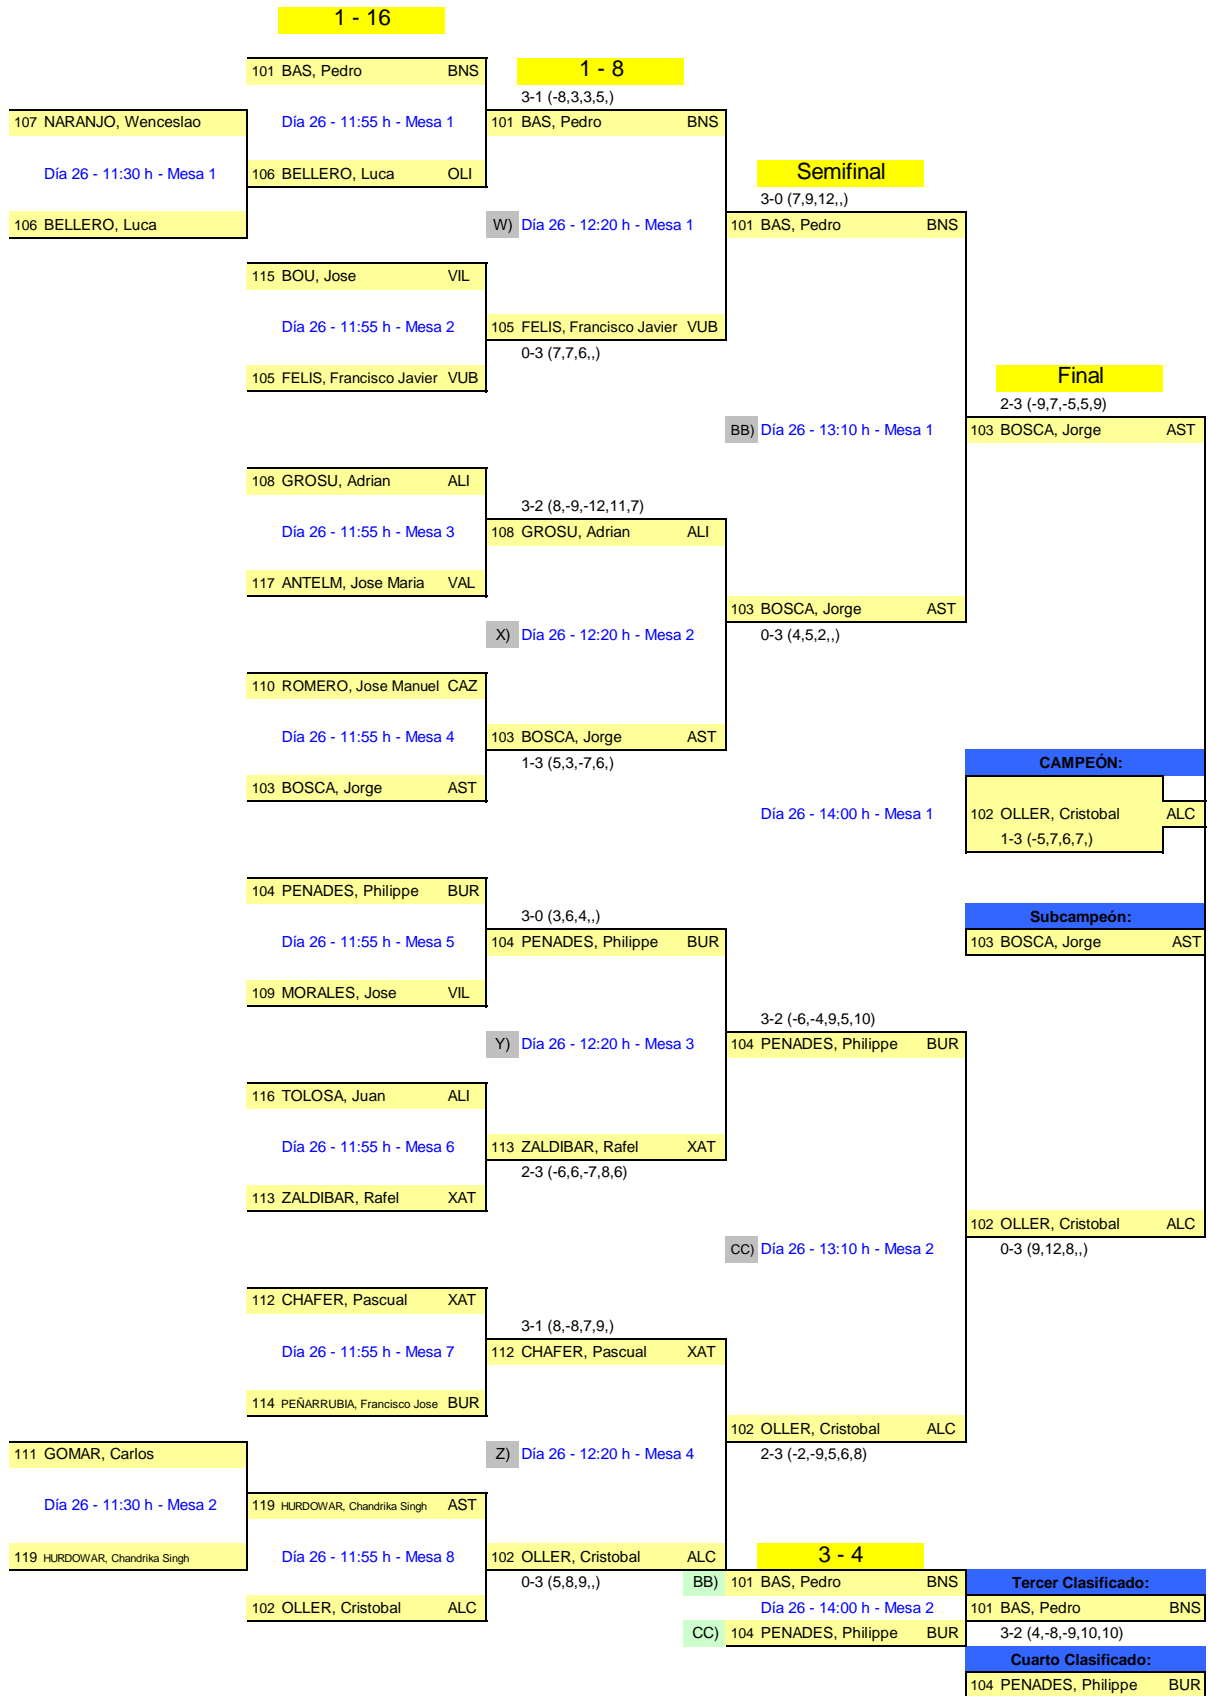 1 - 16
101 BAS, Pedro BNS
1 - 8
3-1 (-8,3,3,5,)
107 NARANJO, Wenceslao
Día 26 - 11:55 h - Mesa 1
101 BAS, Pedro BNS
Día 26 - 11:30 h - Mesa 1
106 BELLERO, Luca OLI
Semifinal
3-0 (7,9,12,,)
106 BELLERO, Luca
W) Día 26 - 12:20 h - Mesa 1
101 BAS, Pedro BNS
115 BOU, Jose VIL
Día 26 - 11:55 h - Mesa 2
105 FELIS, Francisco Javier VUB
0-3 (7,7,6,,)
105 FELIS, Francisco Javier VUB
Final
2-3 (-9,7,-5,5,9)
BB) Día 26 - 13:10 h - Mesa 1
103 BOSCA, Jorge AST
108 GROSU, Adrian ALI
3-2 (8,-9,-12,11,7)
Día 26 - 11:55 h - Mesa 3
108 GROSU, Adrian ALI
117 ANTELM, Jose Maria VAL
103 BOSCA, Jorge AST
X) Día 26 - 12:20 h - Mesa 2
0-3 (4,5,2,,)
110 ROMERO, Jose Manuel CAZ
Día 26 - 11:55 h - Mesa 4
103 BOSCA, Jorge AST
1-3 (5,3,-7,6,)
CAMPEÓN:
103 BOSCA, Jorge AST
Día 26 - 14:00 h - Mesa 1
102 OLLER, Cristobal ALC
1-3 (-5,7,6,7,)
104 PENADES, Philippe BUR
3-0 (3,6,4,,)
Subcampeón:
Día 26 - 11:55 h - Mesa 5
104 PENADES, Philippe BUR
103 BOSCA, Jorge AST
109 MORALES, Jose VIL
3-2 (-6,-4,9,5,10)
Y) Día 26 - 12:20 h - Mesa 3
104 PENADES, Philippe BUR
116 TOLOSA, Juan ALI
Día 26 - 11:55 h - Mesa 6
113 ZALDIBAR, Rafel XAT
2-3 (-6,6,-7,8,6)
113 ZALDIBAR, Rafel XAT
102 OLLER, Cristobal ALC
CC) Día 26 - 13:10 h - Mesa 2
0-3 (9,12,8,,)
112 CHAFER, Pascual XAT
3-1 (8,-8,7,9,)
Día 26 - 11:55 h - Mesa 7
112 CHAFER, Pascual XAT
114 PEÑARRUBIA, Francisco Jose BUR
102 OLLER, Cristobal ALC
111 GOMAR, Carlos
Z) Día 26 - 12:20 h - Mesa 4
2-3 (-2,-9,5,6,8)
Día 26 - 11:30 h - Mesa 2
119 HURDOWAR, Chandrika Singh AST
119 HURDOWAR, Chandrika Singh
Día 26 - 11:55 h - Mesa 8
102 OLLER, Cristobal ALC
3 - 4
0-3 (5,8,9,,)
BB) 101 BAS, Pedro BNS
Tercer Clasificado:
102 OLLER, Cristobal ALC
Día 26 - 14:00 h - Mesa 2
101 BAS, Pedro BNS
CC) 104 PENADES, Philippe BUR
3-2 (4,-8,-9,10,10)
Cuarto Clasificado:
104 PENADES, Philippe BUR